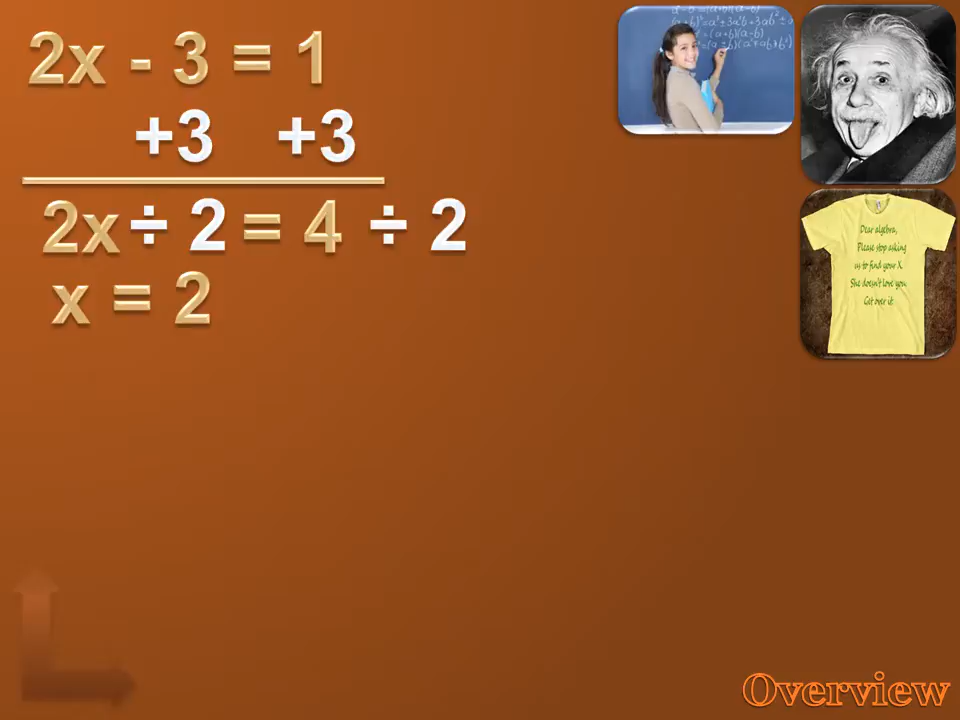 2x - 3 = 1
+3 +3
2x ÷ 2 = 4 ÷ 2
x = 2
Dear algebra,
Please stop asking
us to find your X.
She doesn't love you.
Get over it.
Overview